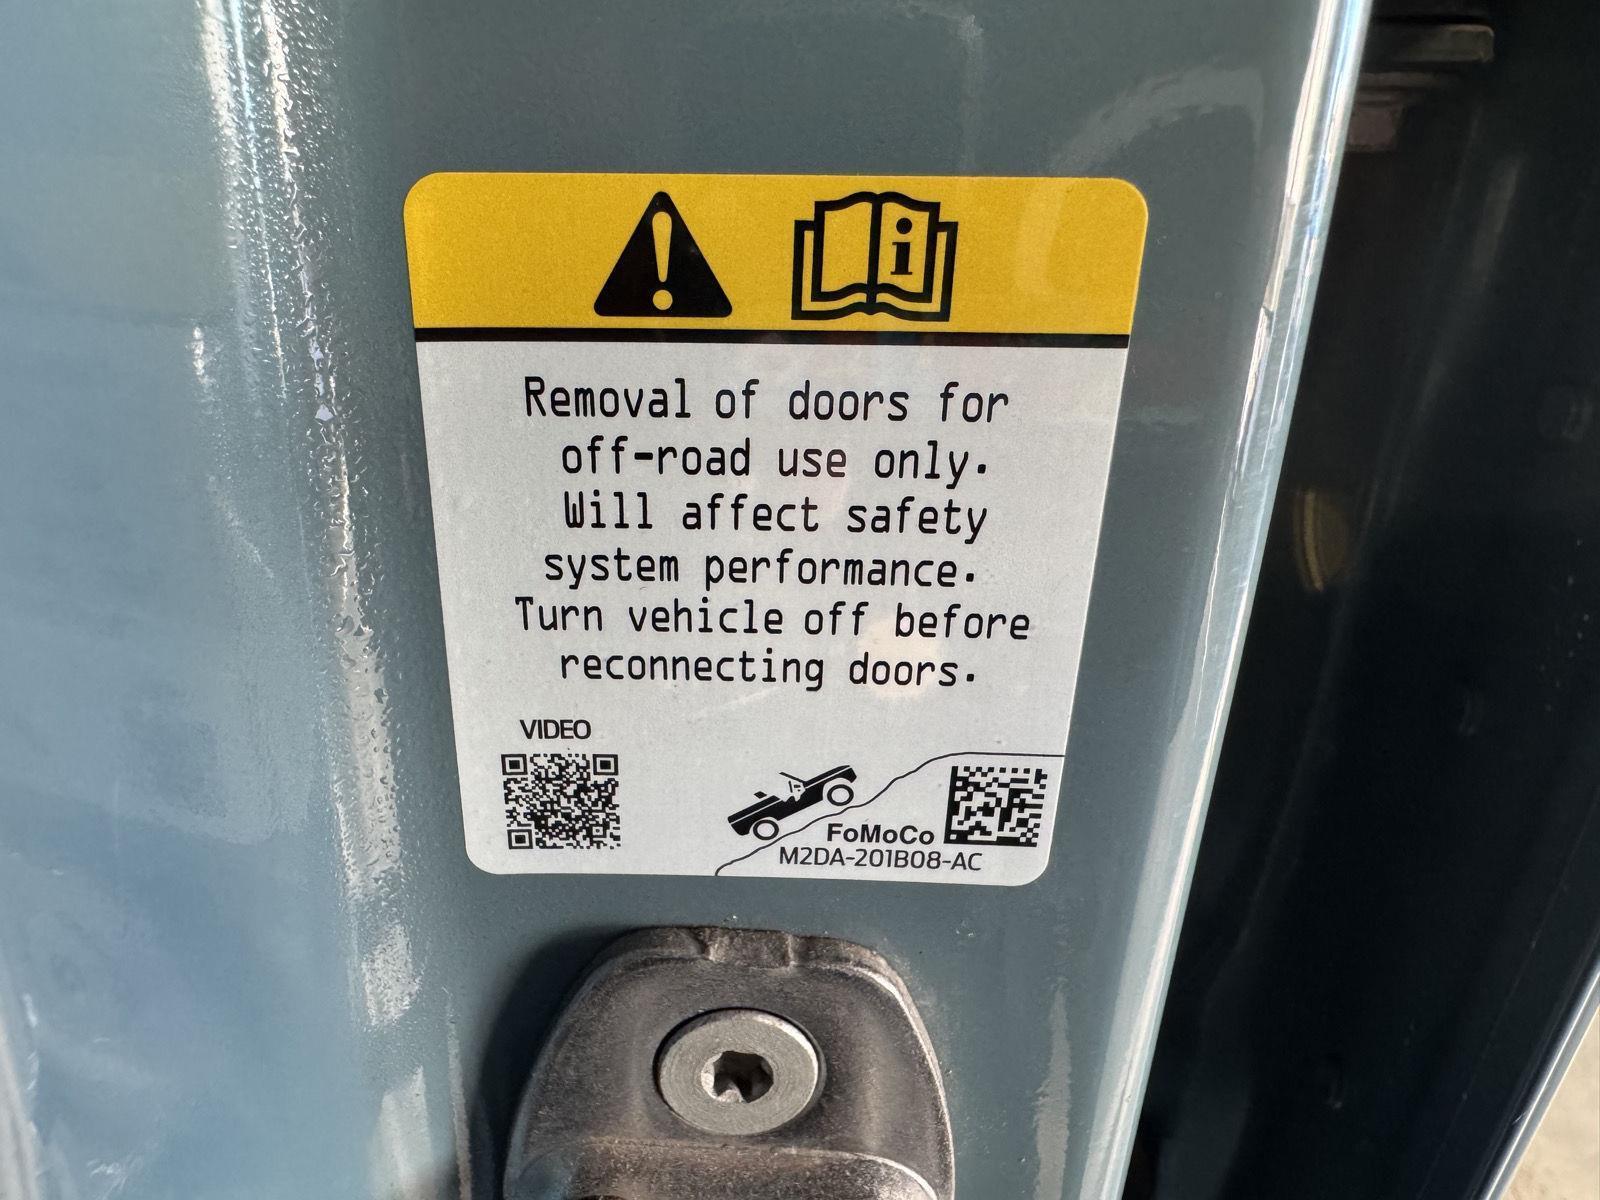 Removal of doors for
off-road use only.
Will affect safety
system performance.
Turn vehicle off before
reconnecting doors.
VIDEO
FoMoCo
M2DA-201B08-AC